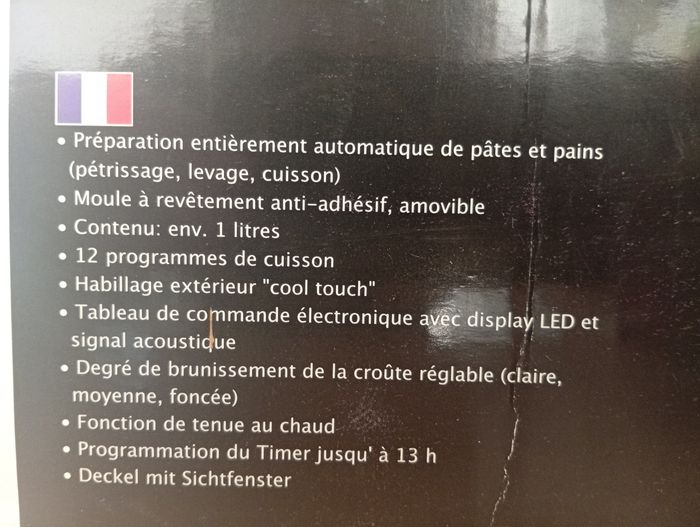 • Préparation entièrement automatique de pâtes et pains
(pétrissage, levage, cuisson)
• Moule à revêtement anti-adhésif, amovible
• Contenu: env. 1 litres
• 12 programmes de cuisson
• Habillage extérieur "cool touch"
• Tableau de commande électronique avec display LED et
signal acoustique
• Degré de brunissement de la croûte réglable (claire,
moyenne, foncée)
• Fonction de tenue au chaud
• Programmation du Timer jusqu' à 13 h
• Deckel mit Sichtfenster